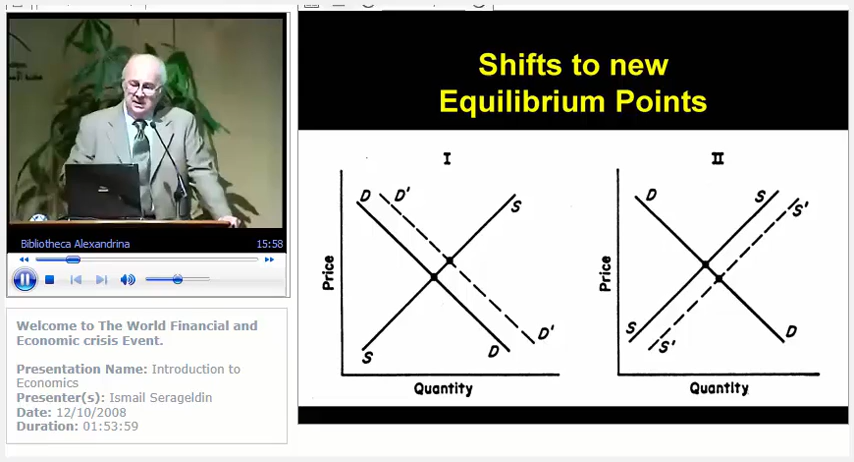 Bibliotheca Alexandrina
15:58
Welcome to The World Financial and
Economic crisis Event.
Presentation Name: Introduction to
Economics
Presenter(s): Ismail Serageldin
Date: 12/10/2008
Duration: 01:53:59
Shifts to new
Equilibrium Points
I
D
D'
S
Price
S
D
D'
Quantity
II
D
S
S'
Price
S
S'
D
Quantity